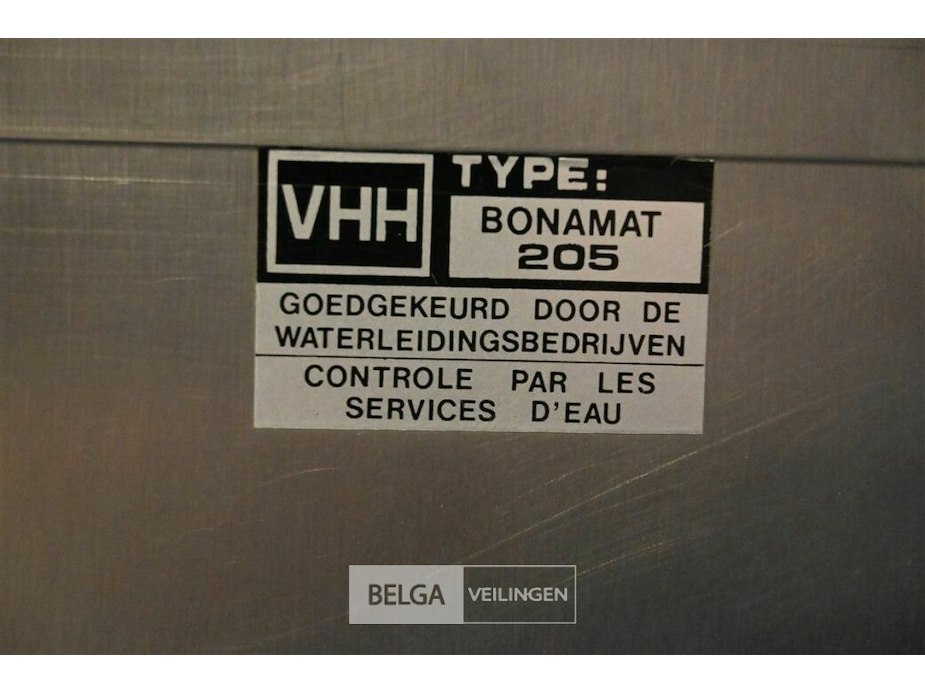 VHH
TYPE:
BONAMAT
205
GOEDGEKEURD DOOR DE
WATERLEIDINGSBEDRIJVEN
CONTROLE PAR LES
SERVICES D'EAU
BELGA VEILINGEN